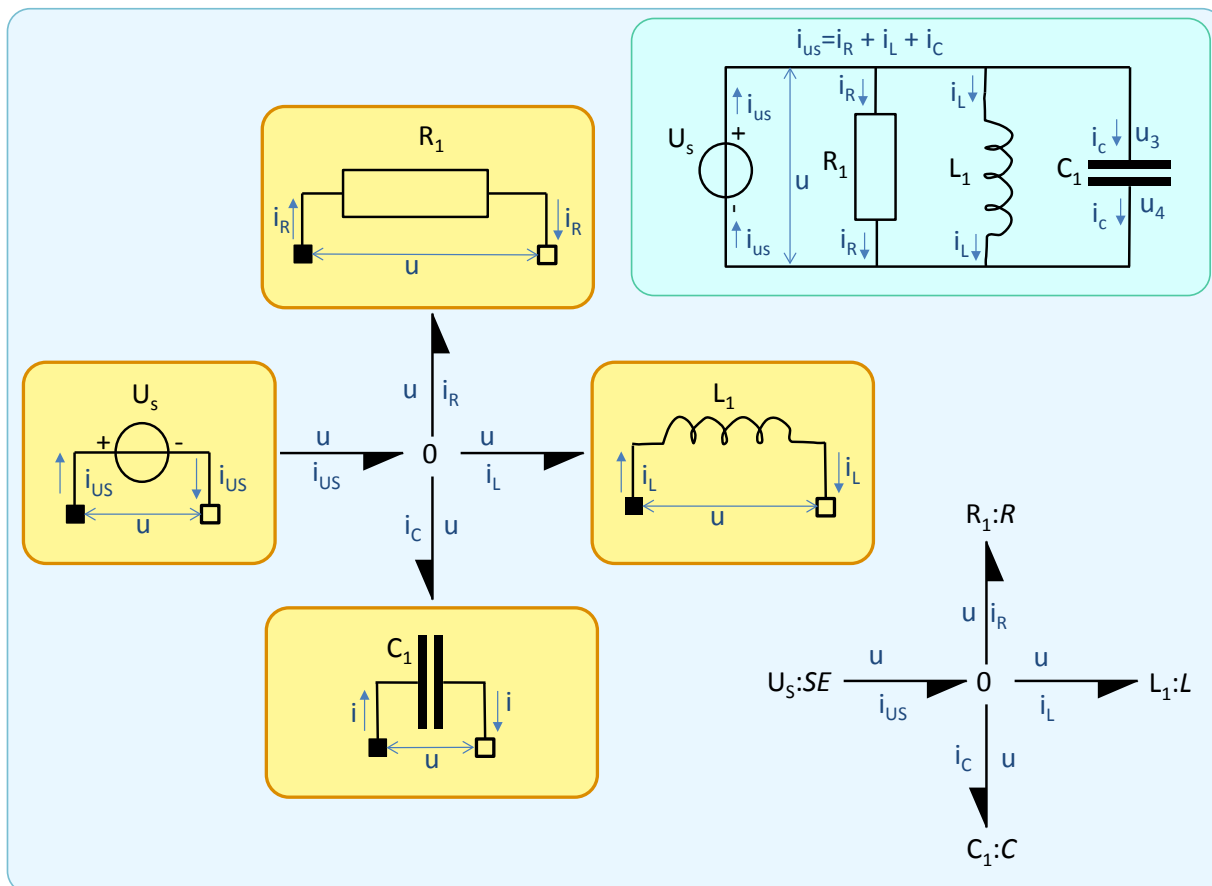 i_us=i_R + i_L + i_C
i_us
U_s
+
-
i_us
u
i_R
R_1
i_R
i_L
L_1
i_L
i_c
u_3
C_1
i_c
u_4
R_1
i_R
i_R
u
U_s
+ -
i_US
i_US
u
u
i_US
u
i_R
0
u
i_L
i_C
u
L_1
i_L
i_L
u
C_1
i
i
u
R_1:R
u
i_R
U_S:SE
u
i_US
0
u
i_L
L_1:L
i_C
u
C_1:C